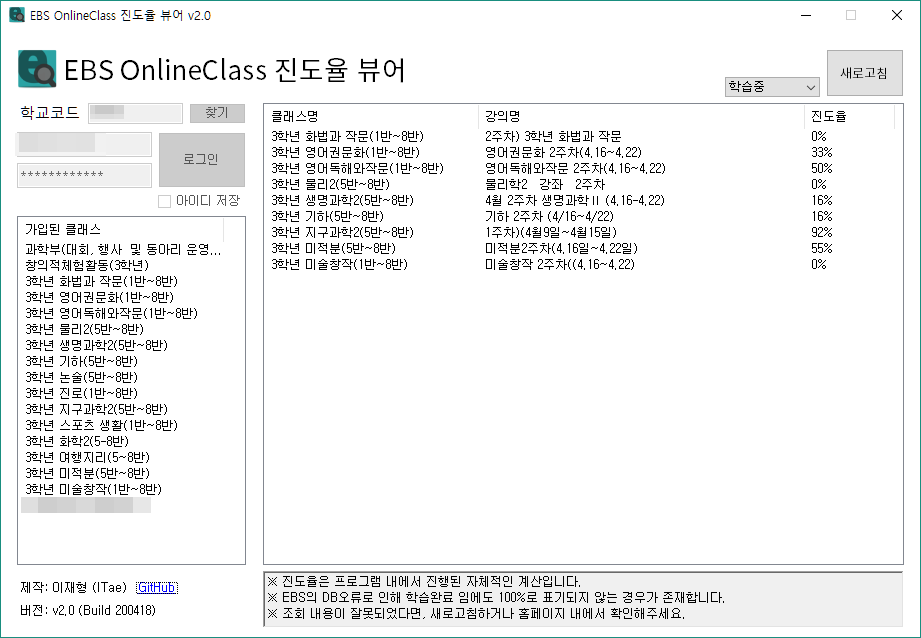 EBS OnlineClass 진도율 뷰어 v2.0
EBS OnlineClass 진도율 뷰어
학습중
새로고침
학교코드
찾기
로그인
************
아이디 저장
가입된 클래스
과학부(대회, 행사 및 동아리 운영...
창의적체험활동(3학년)
3학년 화법과 작문(1반~8반)
3학년 영어권문화(1반~8반)
3학년 영어독해와작문(1반~8반)
3학년 물리2(5반~8반)
3학년 생명과학2(5반~8반)
3학년 기하(5반~8반)
3학년 논술(5반~8반)
3학년 진로(1반~8반)
3학년 지구과학2(5반~8반)
3학년 스포츠 생활(1반~8반)
3학년 화학2(5-8반)
3학년 여행지리(5~8반)
3학년 미적분(5반~8반)
3학년 미술창작(1반~8반)
클래스명 강의명 진도율
3학년 화법과 작문(1반~8반) 2주차) 3학년 화법과 작문 0%
3학년 영어권문화(1반~8반) 영어권문화 2주차(4.16~4.22) 33%
3학년 영어독해와작문(1반~8반) 영어독해와작문 2주차(4.16~4.22) 50%
3학년 물리2(5반~8반) 물리학2 강좌 2주차 0%
3학년 생명과학2(5반~8반) 4월 2주차 생명과학Ⅱ (4.16-4.22) 16%
3학년 기하(5반~8반) 기하 2주차 (4/16~4/22) 16%
3학년 지구과학2(5반~8반) 1주차)(4월9일~4월15일) 92%
3학년 미적분(5반~8반) 미적분2주차(4.16일~4.22일) 55%
3학년 미술창작(1반~8반) 미술창작 2주차((4.16~4.22) 0%
제작: 이재형 (ITae) GitHub
버전: v2.0 (Build 200418)
※ 진도율은 프로그램 내에서 진행된 자체적인 계산입니다.
※ EBS의 DB오류로 인해 학습완료 임에도 100%로 표기되지 않는 경우가 존재합니다.
※ 조회 내용이 잘못되었다면, 새로고침하거나 홈페이지 내에서 확인해주세요.